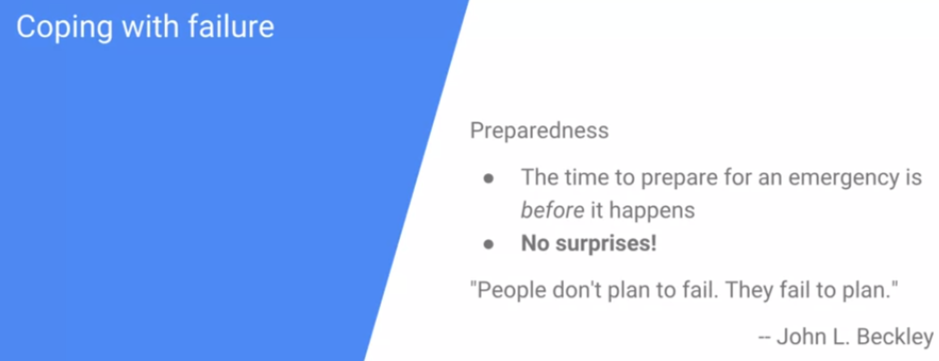 Coping with failure
Preparedness
● The time to prepare for an emergency is
before it happens
● No surprises!
"People don't plan to fail. They fail to plan."
-- John L. Beckley